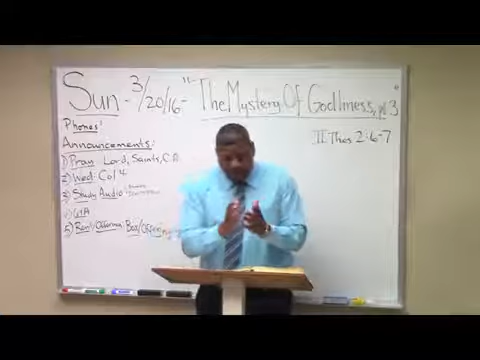 Sun - 3/20/16 - "The Mystery Of Godliness, pt 3"
Phones:
II Thes 2:6-7
Announcements:
1) Pray Lord, Saints, C.D.
2) Wed: Col 4
3) Study Audio
4) Q&A
5) Rent/Offering: Box/Offering